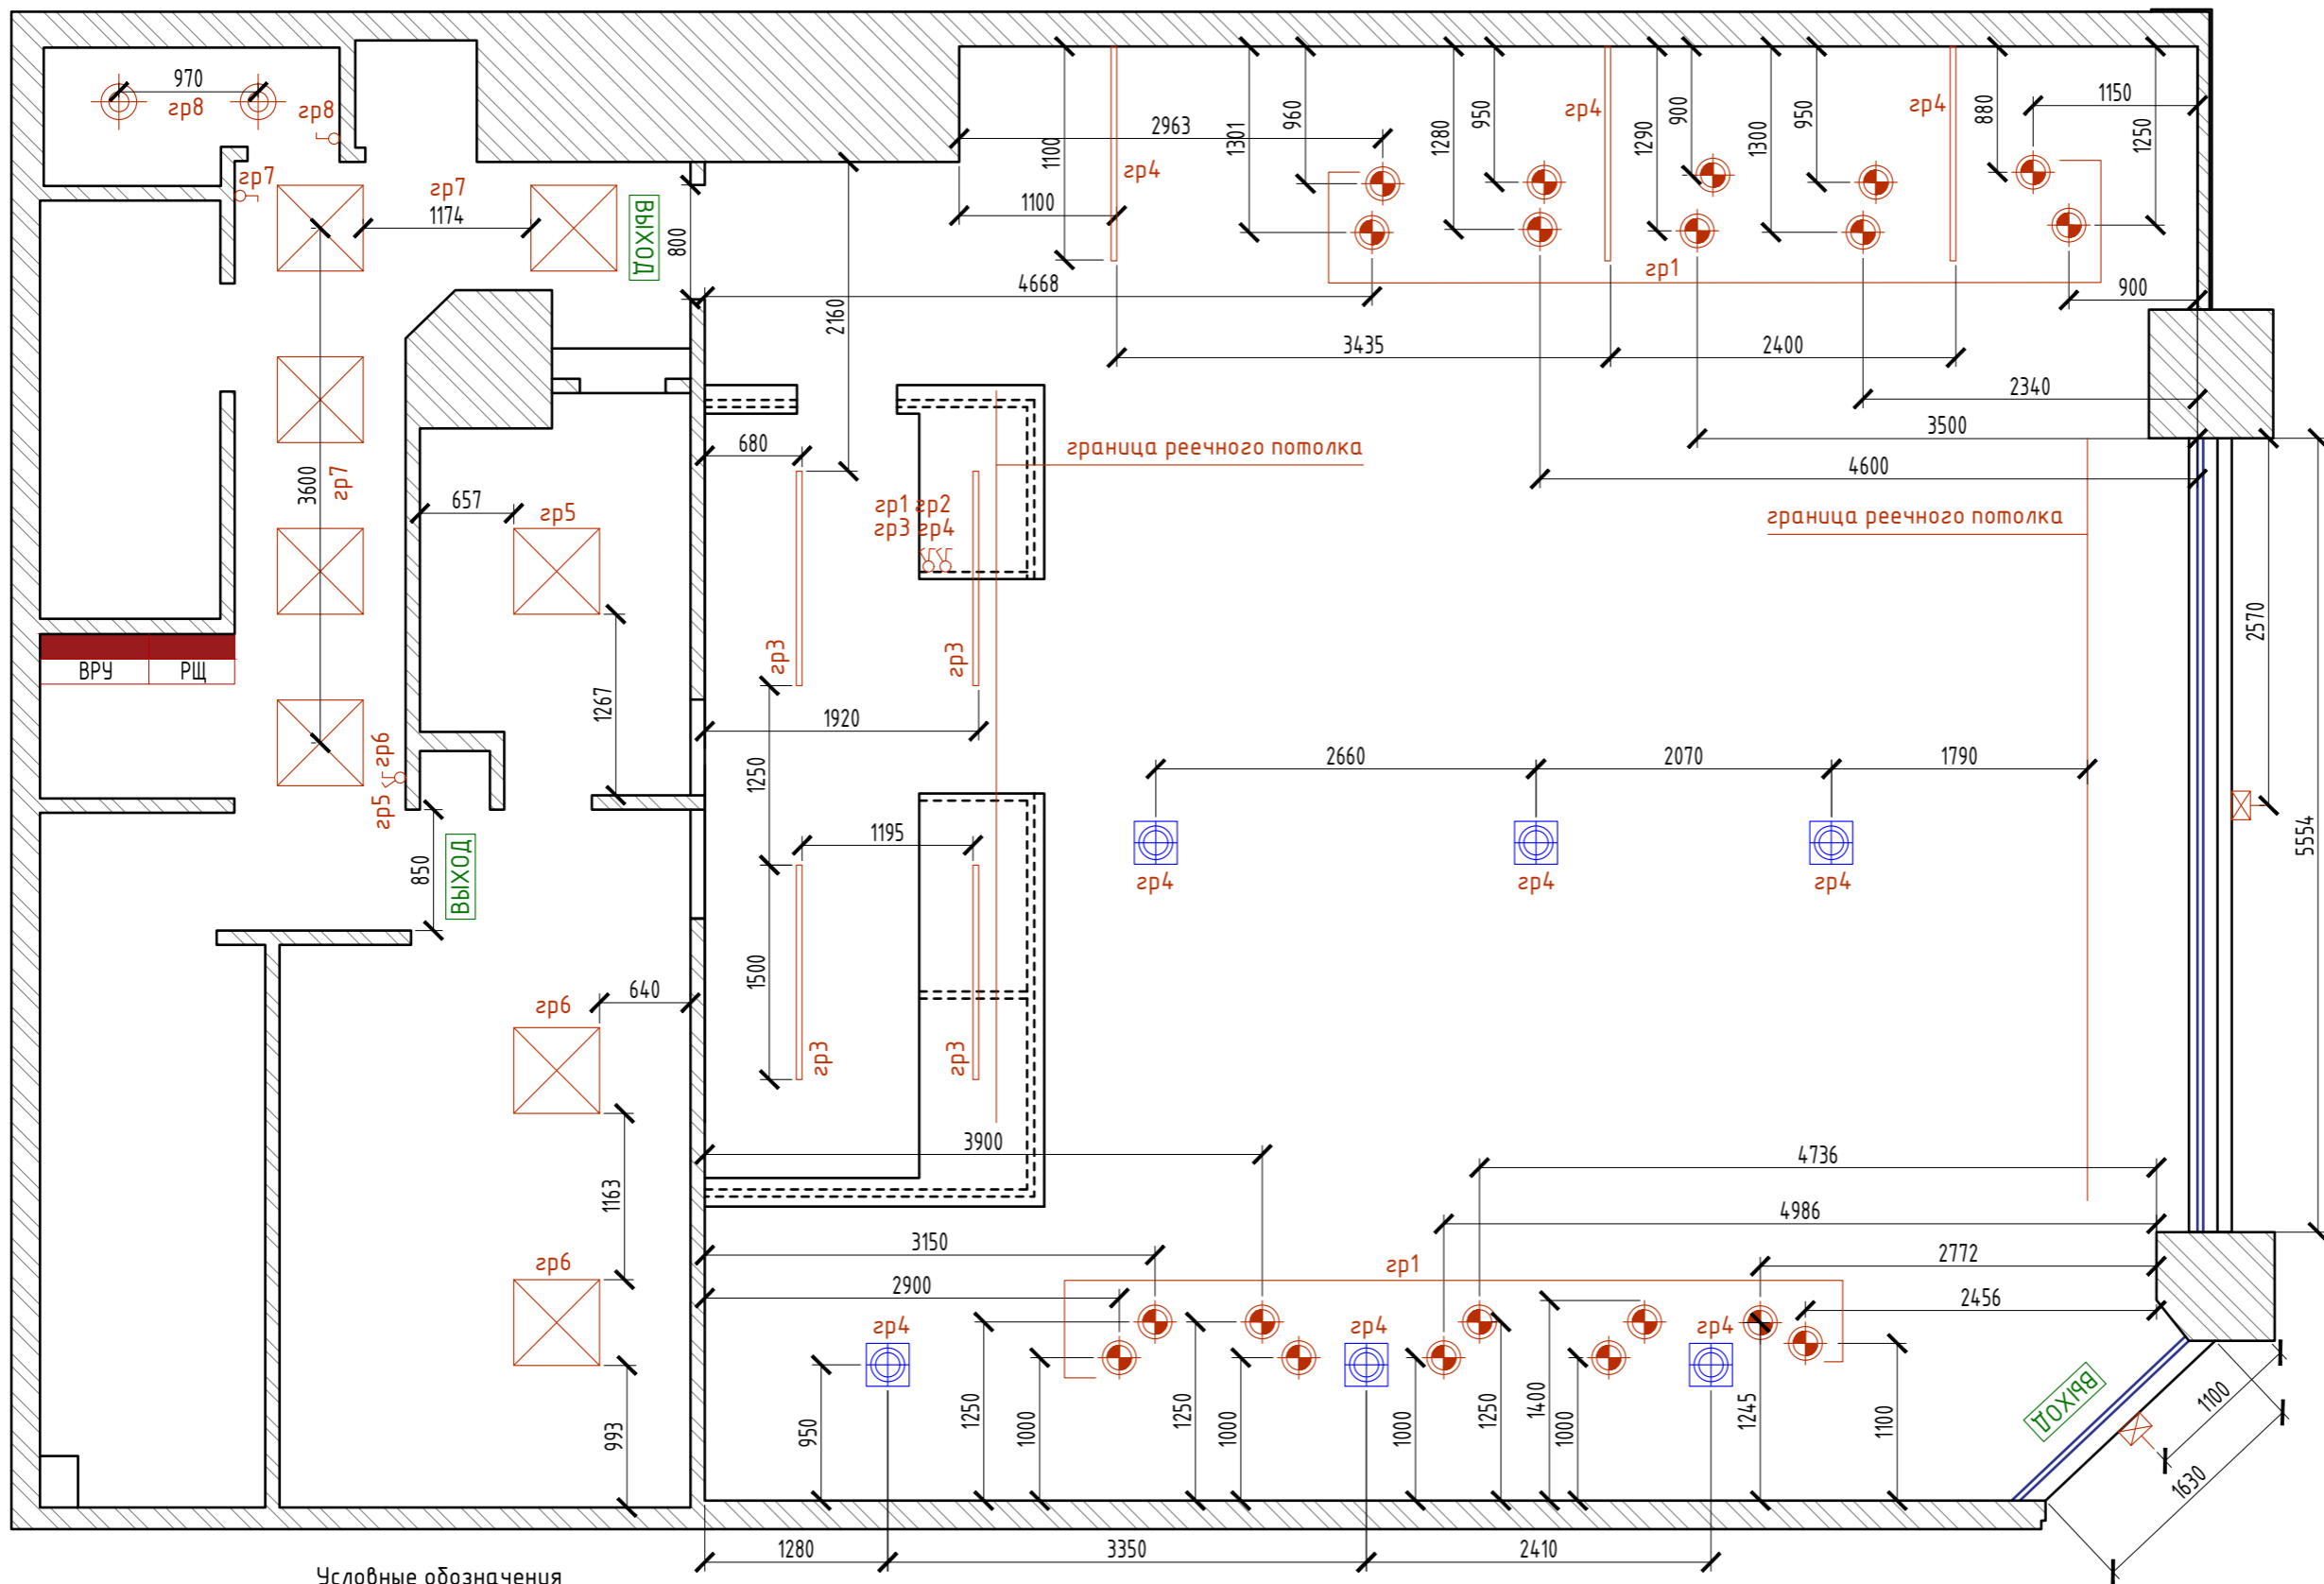 970
гр8
гр8
гр7
гр7
1174
ВЫХОД
800
2160
1100
гр4
2963
1100
1301
960
1280
950
гр4
1290
900
1300
950
гр4
880
1150
1250
гр1
4668
900
3435
2400
2340
3500
4600
граница реечного потолка
граница реечного потолка
680
657
гр5
3600
гр7
гр1 гр2
гр3 гр4
гр3
гр3
ВРУ
РЩ
1267
1920
1250
гр5 гр6
850
ВЫХОД
1195
2660
2070
1790
гр4
гр4
гр4
2570
5554
1500
гр3
гр3
640
гр6
1163
гр6
993
3900
4736
4986
3150
2900
гр1
2772
2456
гр4
гр4
гр4
950
1250
1000
1250
1000
1000
1250
1400
1000
1245
1100
ВЫХОД
1100
1630
1280
3350
2410
Условные обозначения